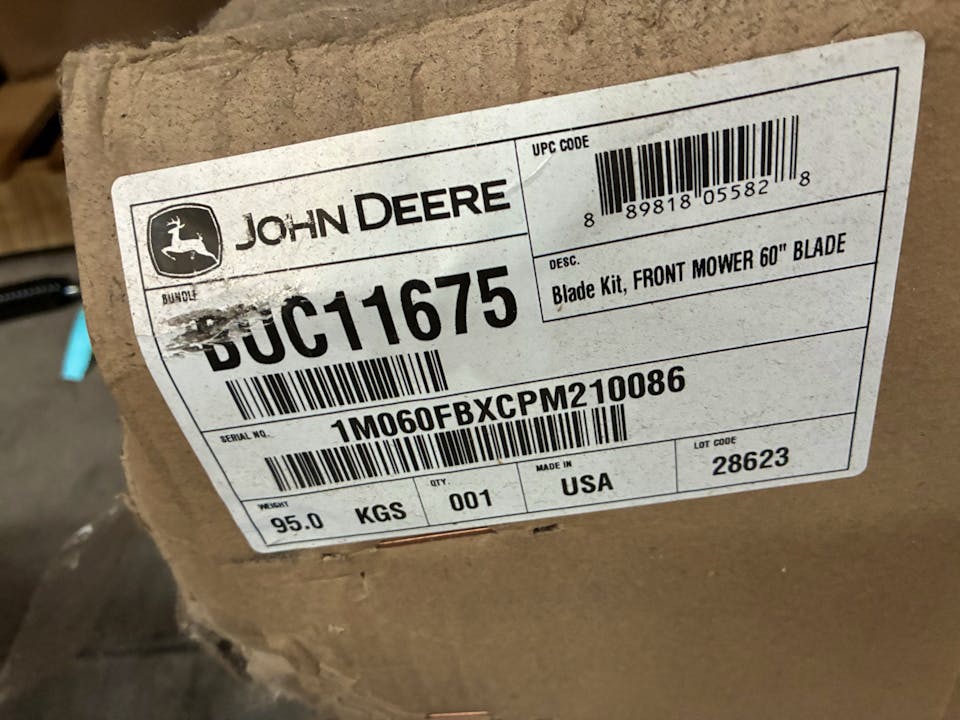 JOHN DEERE
UPC CODE
8 89818 05582 8
DESC.
Blade Kit, FRONT MOWER 60" BLADE
BUNDLE
BUC11675
SERIAL NO.
1M060FBXCPM210086
WEIGHT
95.0 KGS
QTY.
001
MADE IN
USA
LOT CODE
28623